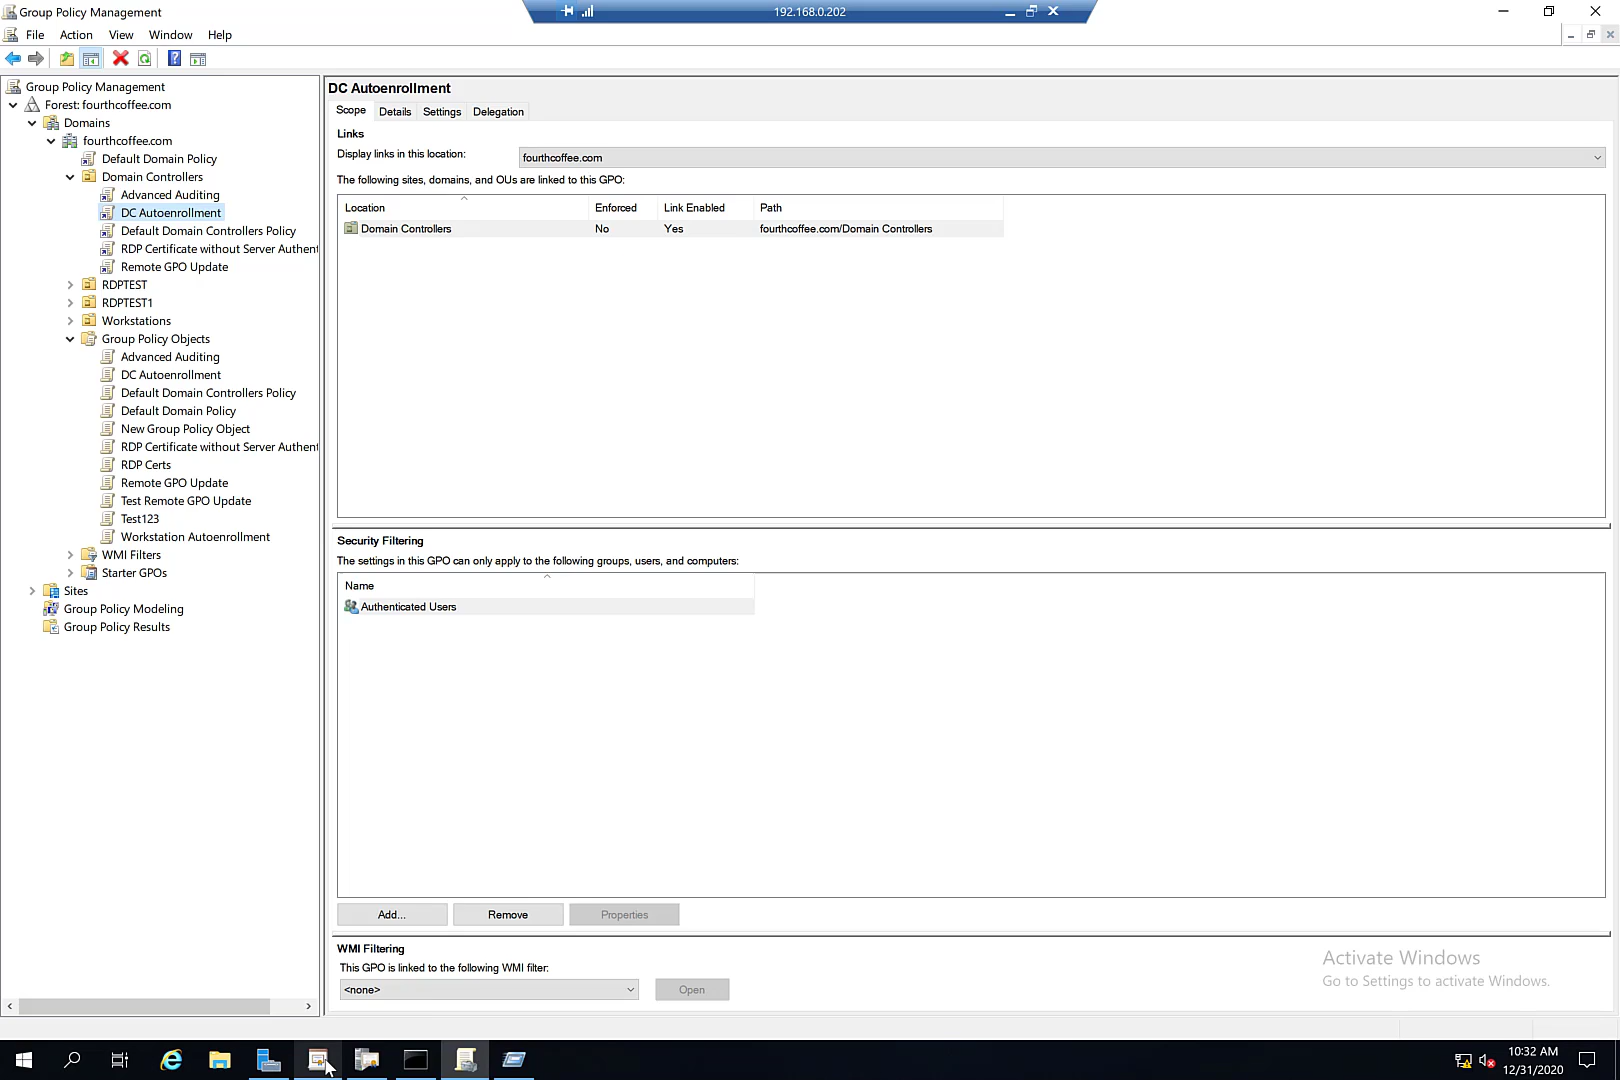 Group Policy Management
192.168.0.202
File Action View Window Help
Group Policy Management
Forest: fourthcoffee.com
Domains
fourthcoffee.com
Default Domain Policy
Domain Controllers
Advanced Auditing
DC Autoenrollment
Default Domain Controllers Policy
RDP Certificate without Server Authent
Remote GPO Update
RDPTEST
RDPTEST1
Workstations
Group Policy Objects
Advanced Auditing
DC Autoenrollment
Default Domain Controllers Policy
Default Domain Policy
New Group Policy Object
RDP Certificate without Server Authent
RDP Certs
Remote GPO Update
Test Remote GPO Update
Test123
Workstation Autoenrollment
WMI Filters
Starter GPOs
Sites
Group Policy Modeling
Group Policy Results
DC Autoenrollment
Scope Details Settings Delegation
Links
Display links in this location: fourthcoffee.com
The following sites, domains, and OUs are linked to this GPO:
Location Enforced Link Enabled Path
Domain Controllers No Yes fourthcoffee.com/Domain Controllers
Security Filtering
The settings in this GPO can only apply to the following groups, users, and computers:
Name
Authenticated Users
Add... Remove Properties
WMI Filtering
This GPO is linked to the following WMI filter:
<none> Open
Activate Windows
Go to Settings to activate Windows.
10:32 AM
12/31/2020